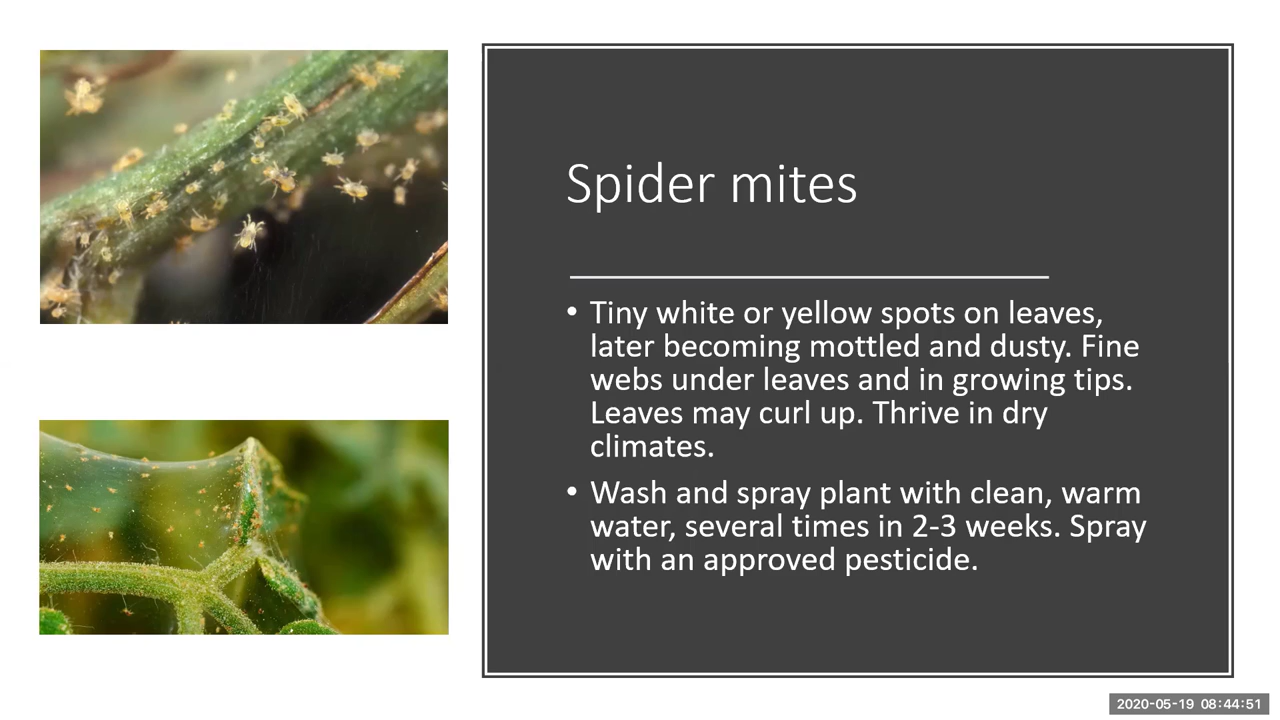 Spider mites
• Tiny white or yellow spots on leaves,
later becoming mottled and dusty. Fine
webs under leaves and in growing tips.
Leaves may curl up. Thrive in dry
climates.
• Wash and spray plant with clean, warm
water, several times in 2-3 weeks. Spray
with an approved pesticide.
2020-05-19 08:44:51